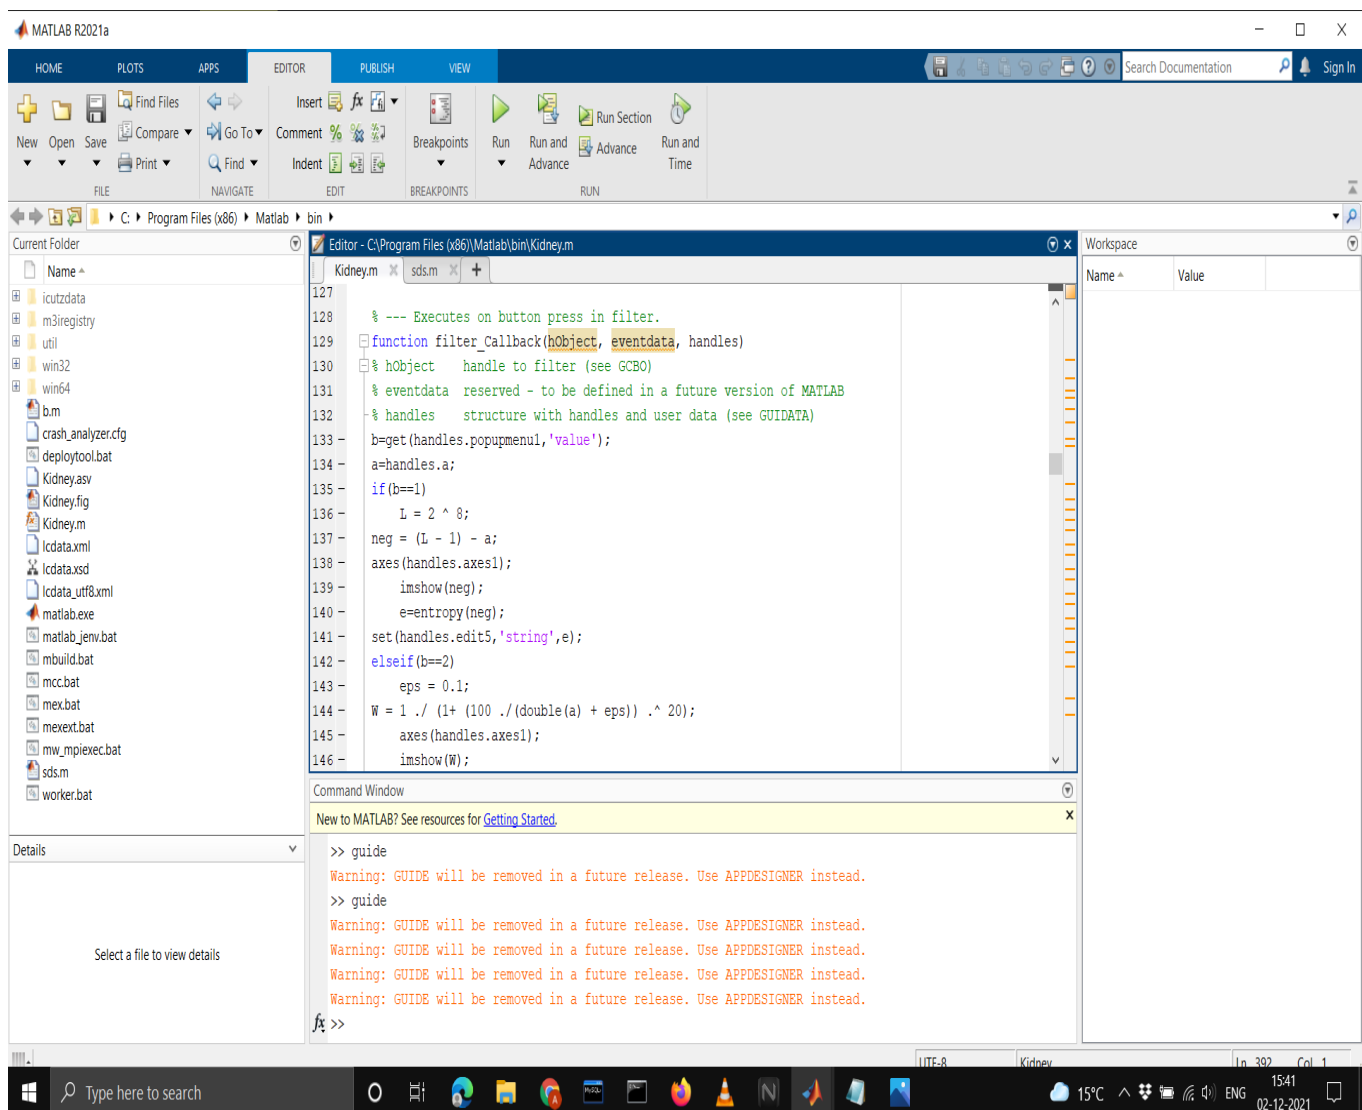 MATLAB R2021a
HOME PLOTS APPS EDITOR PUBLISH VIEW
Search Documentation
Sign In
New
Open
Save
Find Files
Compare
Print
FILE
Go To
Find
NAVIGATE
Insert
Comment
Indent
EDIT
Breakpoints
BREAKPOINTS
Run
Run and Advance
Run Section
Advance
Run and Time
RUN
C: Program Files (x86) Matlab bin
Current Folder
Name
icutzdata
m3iregistry
util
win32
win64
b.m
crash_analyzer.cfg
deploytool.bat
Kidney.asv
Kidney.fig
Kidney.m
lcdata.xml
lcdata.xsd
lcdata_utf8.xml
matlab.exe
matlab_jenv.bat
mbuild.bat
mcc.bat
mex.bat
mexext.bat
mw_mpiexec.bat
sds.m
worker.bat
Details
Select a file to view details
Editor - C:\Program Files (x86)\Matlab\bin\Kidney.m
Kidney.m sds.m
127
128 % --- Executes on button press in filter.
129 function filter_Callback(hObject, eventdata, handles)
130 % hObject    handle to filter (see GCBO)
131 % eventdata  reserved - to be defined in a future version of MATLAB
132 % handles    structure with handles and user data (see GUIDATA)
133 – b=get(handles.popupmenu1,'value');
134 – a=handles.a;
135 – if(b==1)
136 – L = 2 ^ 8;
137 – neg = (L - 1) - a;
138 – axes(handles.axes1);
139 – imshow(neg);
140 – e=entropy(neg);
141 – set(handles.edit5,'string',e);
142 – elseif(b==2)
143 – eps = 0.1;
144 – W = 1 ./ (1+ (100 ./(double(a) + eps)) .^ 20);
145 – axes(handles.axes1);
146 – imshow(W);
Command Window
New to MATLAB? See resources for Getting Started.
>> guide
Warning: GUIDE will be removed in a future release. Use APPDESIGNER instead.
>> guide
Warning: GUIDE will be removed in a future release. Use APPDESIGNER instead.
Warning: GUIDE will be removed in a future release. Use APPDESIGNER instead.
Warning: GUIDE will be removed in a future release. Use APPDESIGNER instead.
Warning: GUIDE will be removed in a future release. Use APPDESIGNER instead.
fx >>
Workspace
Name Value
UTF-8 Kidney Ln 392 Col 1
Type here to search
15°C
ENG
15:41
02-12-2021